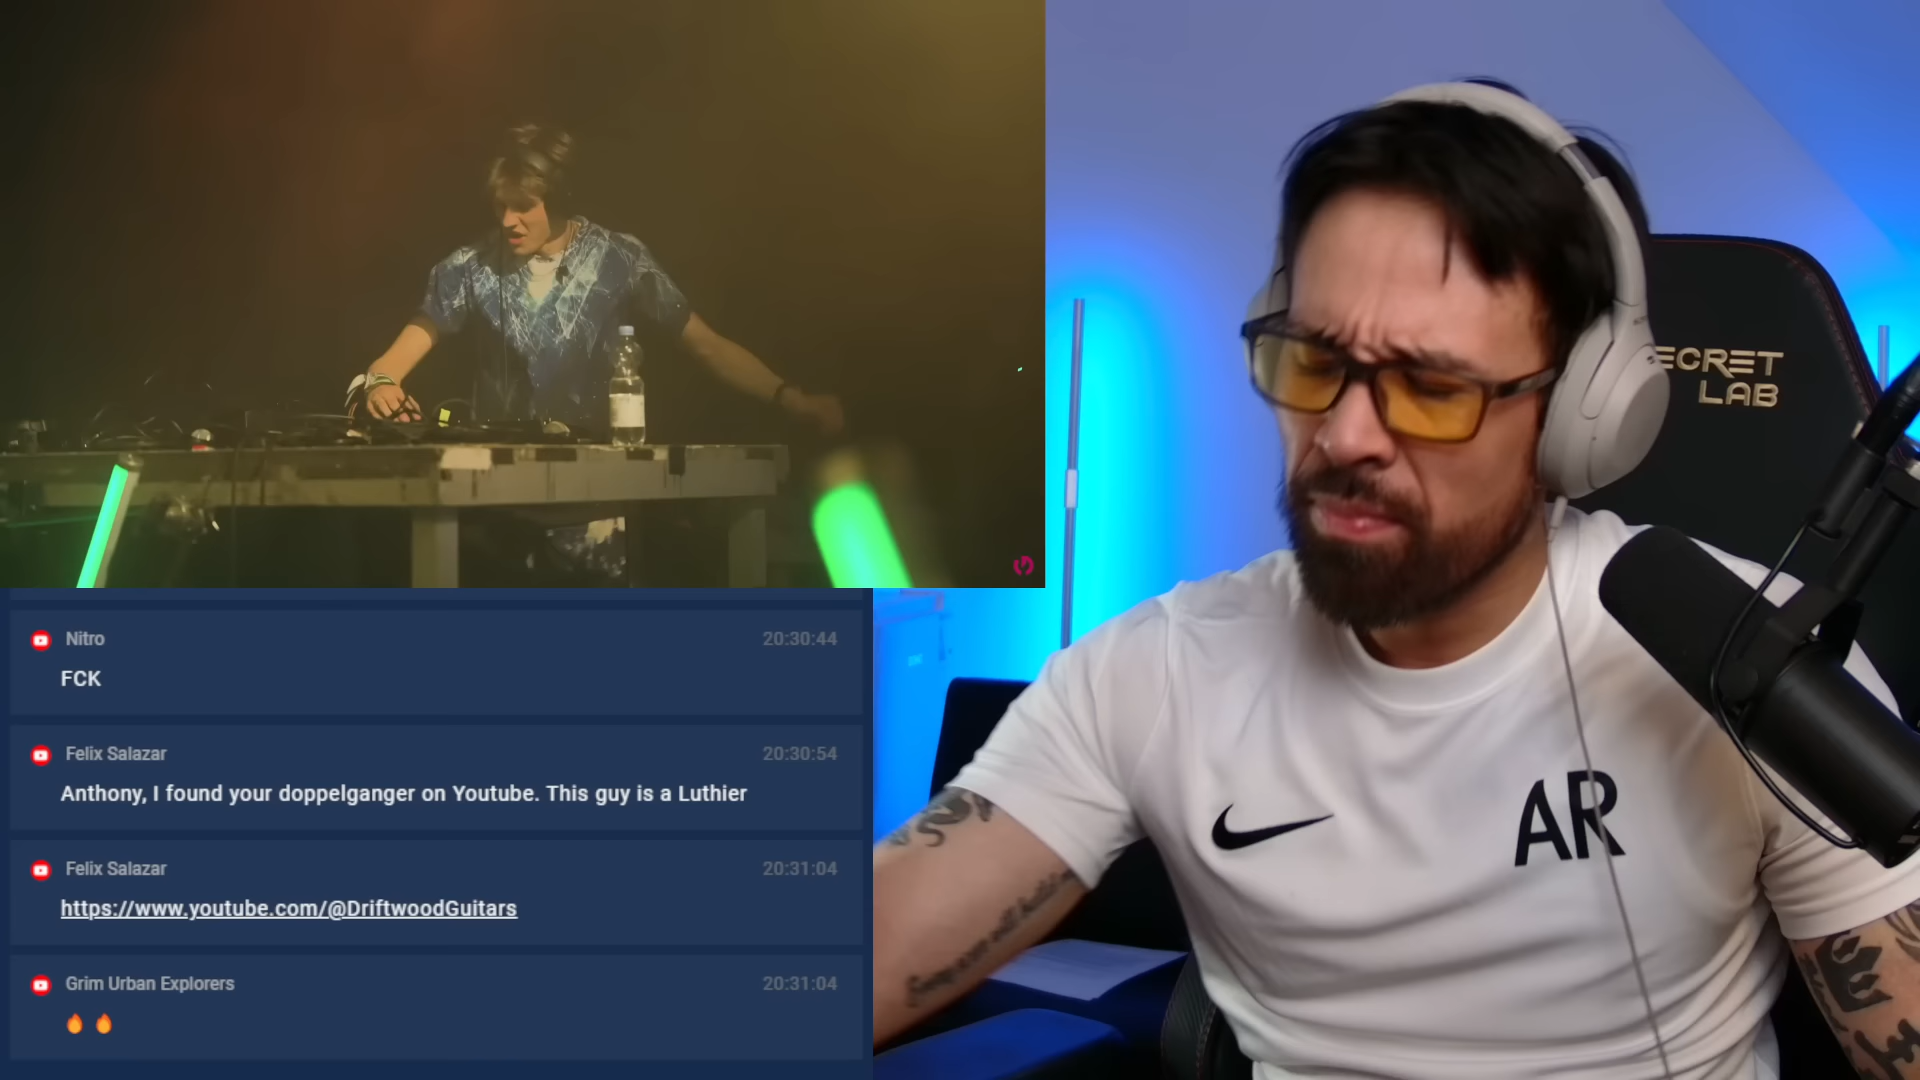 SECRET
LAB
Nitro
20:30:44
FCK
Felix Salazar
20:30:54
Anthony, I found your doppelganger on Youtube. This guy is a Luthier
Felix Salazar
20:31:04
https://www.youtube.com/@DriftwoodGuitars
Grim Urban Explorers
20:31:04
🔥 🔥
AR